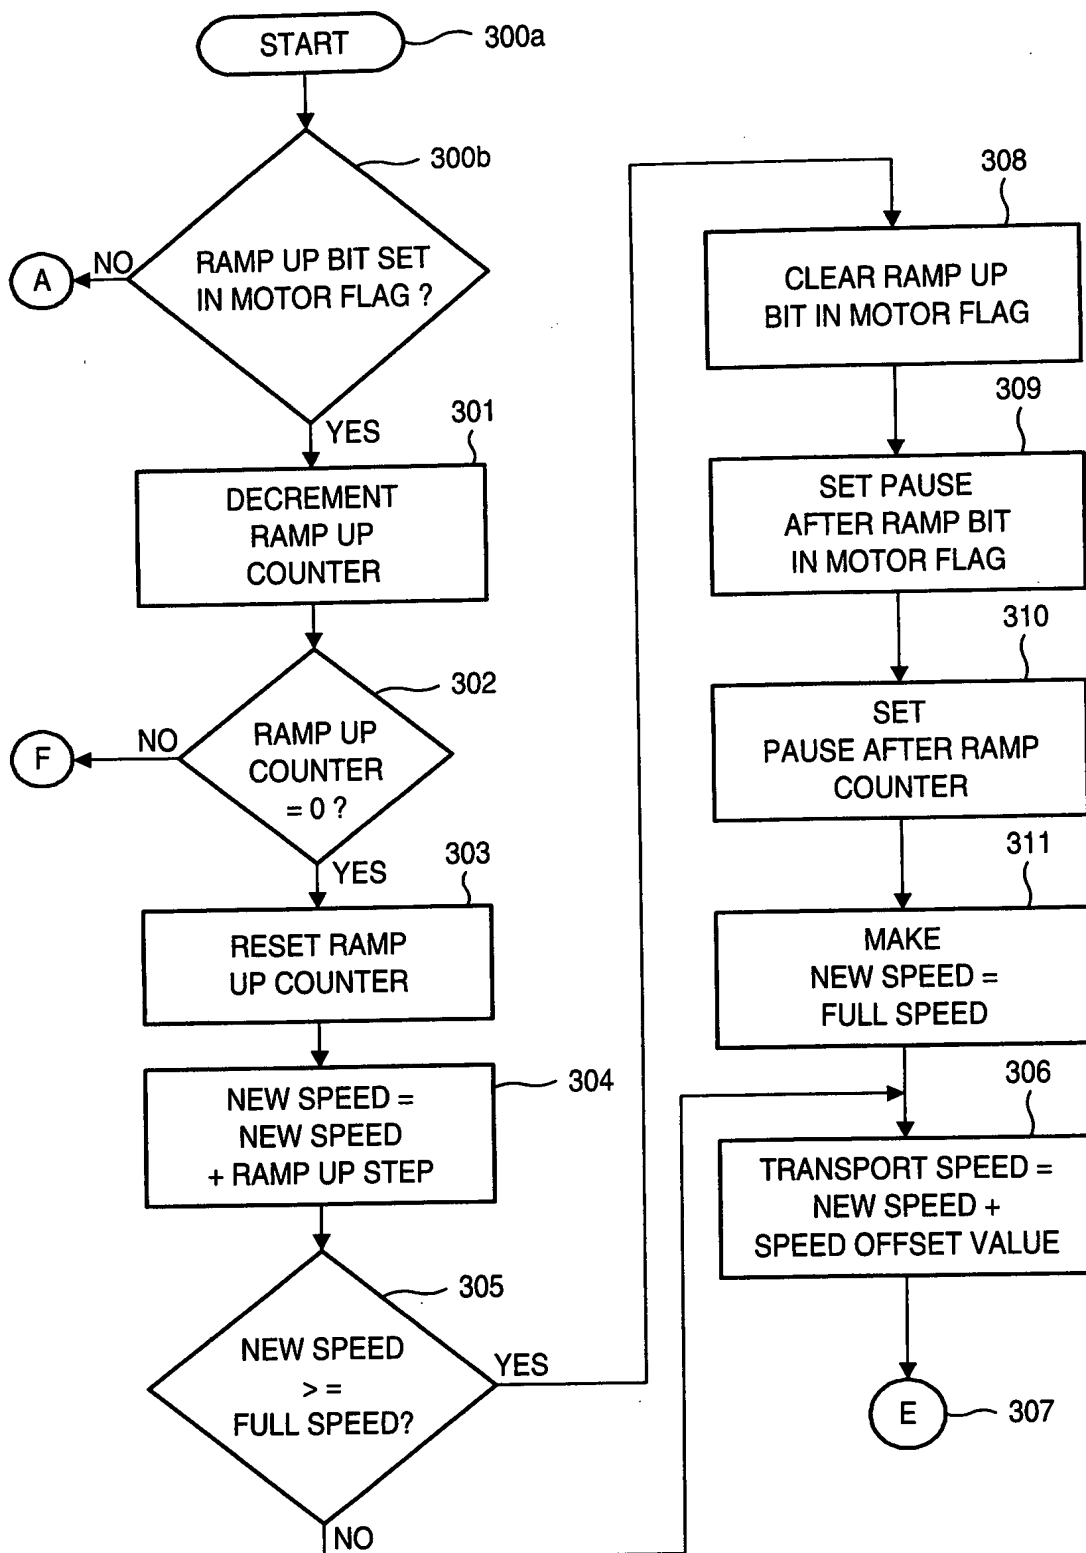 START
300a
300b
RAMP UP BIT SET
IN MOTOR FLAG ?
NO
A
YES
301
DECREMENT
RAMP UP
COUNTER
302
RAMP UP
COUNTER
= 0 ?
NO
F
YES
303
RESET RAMP
UP COUNTER
304
NEW SPEED =
NEW SPEED
+ RAMP UP STEP
305
NEW SPEED
> =
FULL SPEED?
YES
NO
308
CLEAR RAMP UP
BIT IN MOTOR FLAG
309
SET PAUSE
AFTER RAMP BIT
IN MOTOR FLAG
310
SET
PAUSE AFTER RAMP
COUNTER
311
MAKE
NEW SPEED =
FULL SPEED
306
TRANSPORT SPEED =
NEW SPEED +
SPEED OFFSET VALUE
E
307